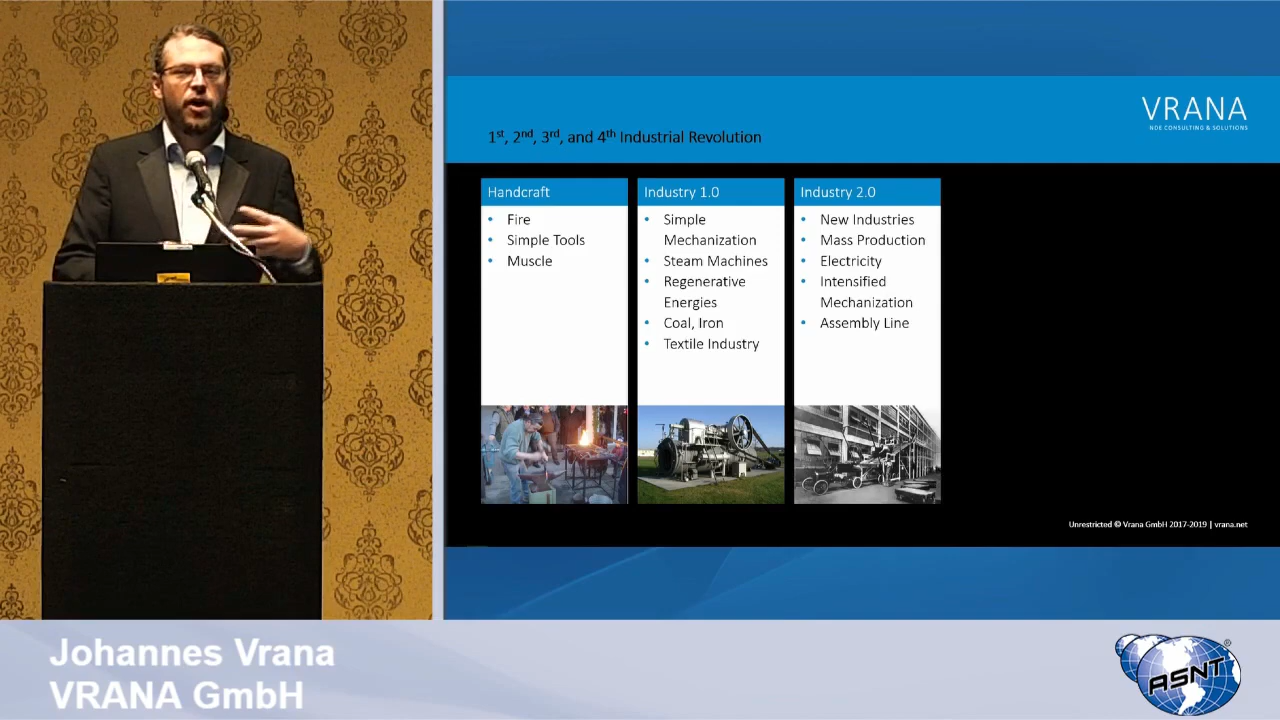 VRANA
NDE CONSULTING & SOLUTIONS
1st, 2nd, 3rd, and 4th Industrial Revolution
Handcraft
• Fire
• Simple Tools
• Muscle
Industry 1.0
• Simple
Mechanization
• Steam Machines
• Regenerative
Energies
• Coal, Iron
• Textile Industry
Industry 2.0
• New Industries
• Mass Production
• Electricity
• Intensified
Mechanization
• Assembly Line
Unrestricted © Vrana GmbH 2017-2019 | vrana.net
Johannes Vrana
VRANA GmbH
ASNT
®